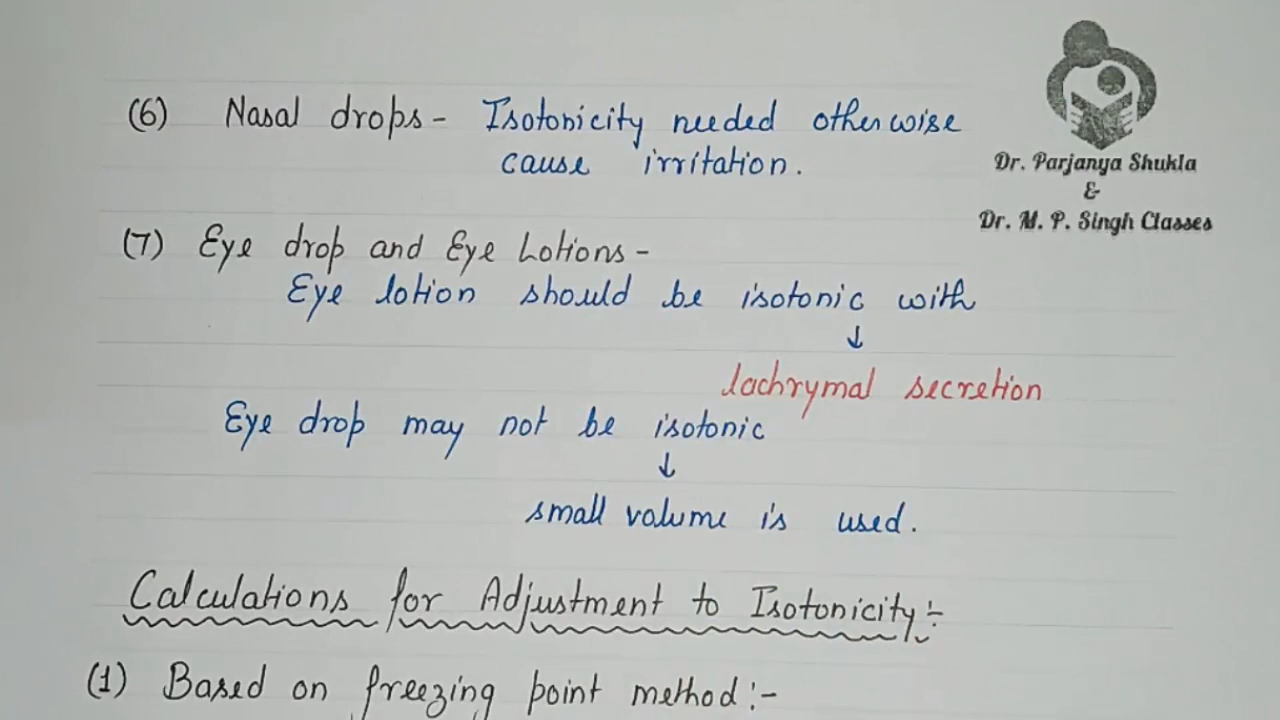 (6) Nasal drops - Isotonicity needed otherwise
cause irritation.
Dr. Parjanya Shukla
&
Dr. M. P. Singh Classes
(7) Eye drop and Eye Lotions -
Eye lotion should be isotonic with
↓
lachrymal secretion
Eye drop may not be isotonic
↓
small volume is used.
Calculations for Adjustment to Isotonicity :-
(1) Based on freezing point method :-